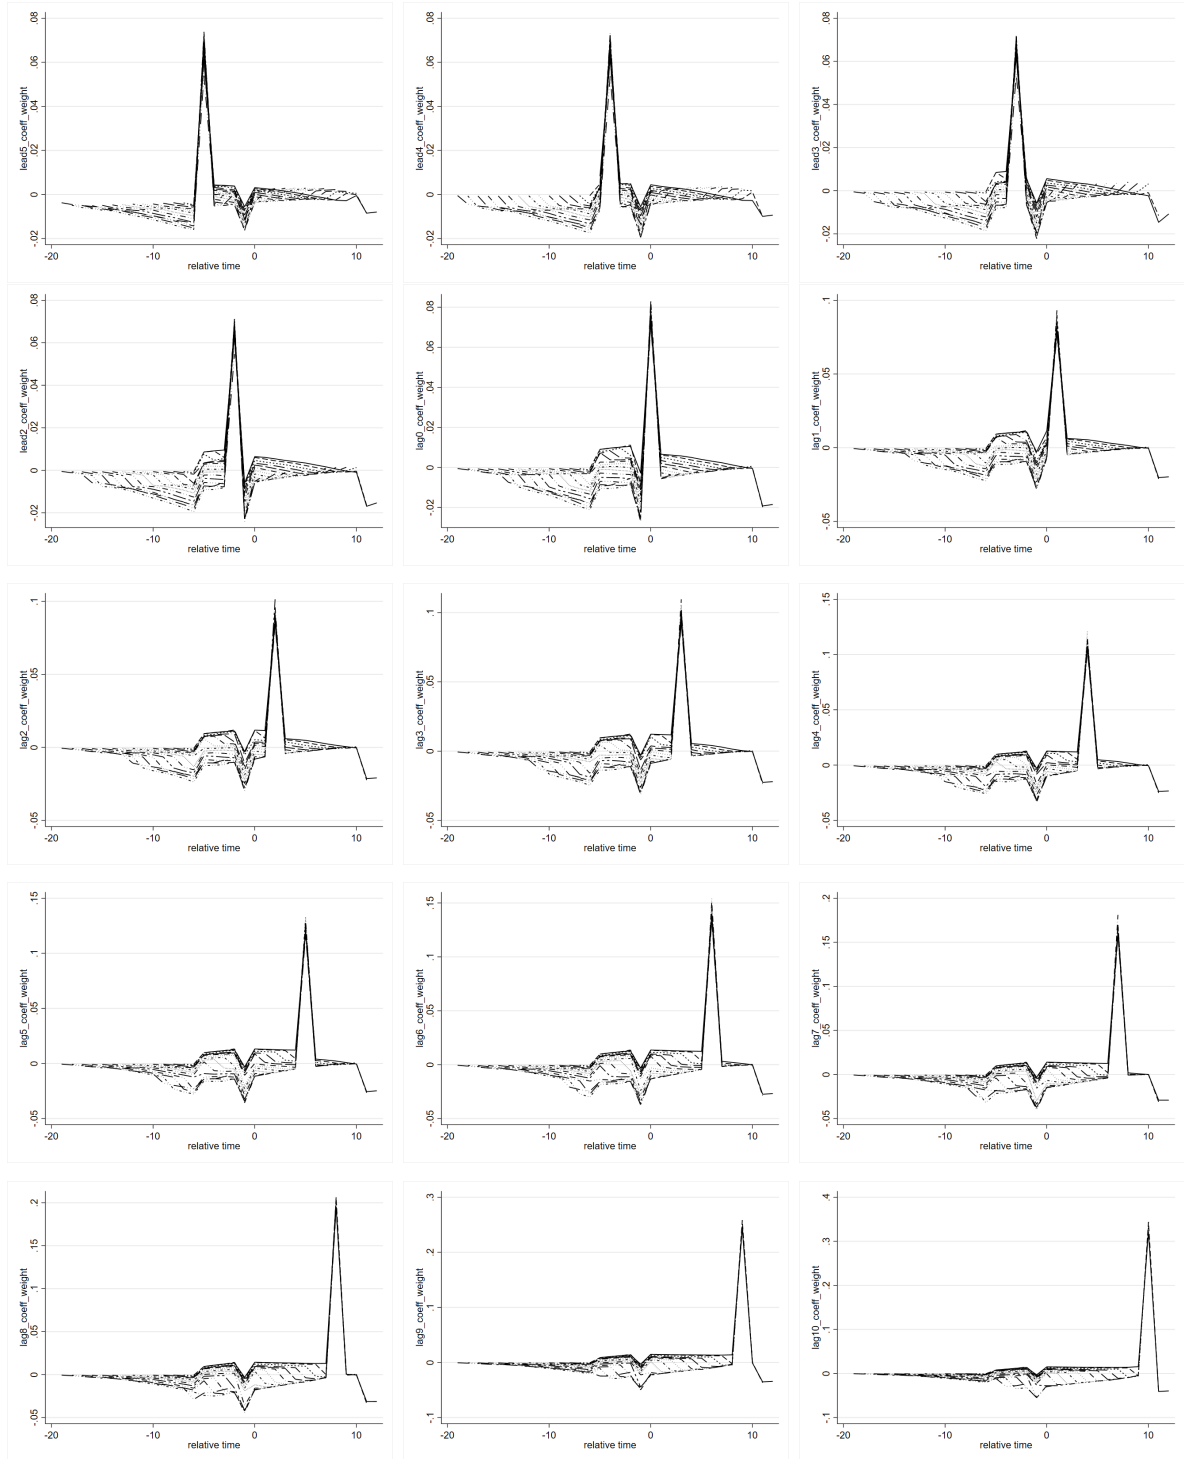 lead5_coeff_weight
-.02 0 .02 .04 .06 .08
-20 -10 0 10
relative time
lead4_coeff_weight
-.02 0 .02 .04 .06 .08
-20 -10 0 10
relative time
lead3_coeff_weight
-.02 0 .02 .04 .06 .08
-20 -10 0 10
relative time
lead2_coeff_weight
-.02 0 .02 .04 .06 .08
-20 -10 0 10
relative time
lag0_coeff_weight
-.02 0 .02 .04 .06 .08
-20 -10 0 10
relative time
lag1_coeff_weight
-.05 0 .05 .1
-20 -10 0 10
relative time
lag2_coeff_weight
-.05 0 .05 .1
-20 -10 0 10
relative time
lag3_coeff_weight
-.05 0 .05 .1
-20 -10 0 10
relative time
lag4_coeff_weight
-.05 0 .05 .1 .15
-20 -10 0 10
relative time
lag5_coeff_weight
-.05 0 .05 .1 .15
-20 -10 0 10
relative time
lag6_coeff_weight
-.05 0 .05 .1 .15
-20 -10 0 10
relative time
lag7_coeff_weight
-.05 0 .05 .1 .15 .2
-20 -10 0 10
relative time
lag8_coeff_weight
-.05 0 .05 .1 .15 .2
-20 -10 0 10
relative time
lag9_coeff_weight
-.1 0 .1 .2 .3
-20 -10 0 10
relative time
lag10_coeff_weight
-.1 0 .1 .2 .3 .4
-20 -10 0 10
relative time